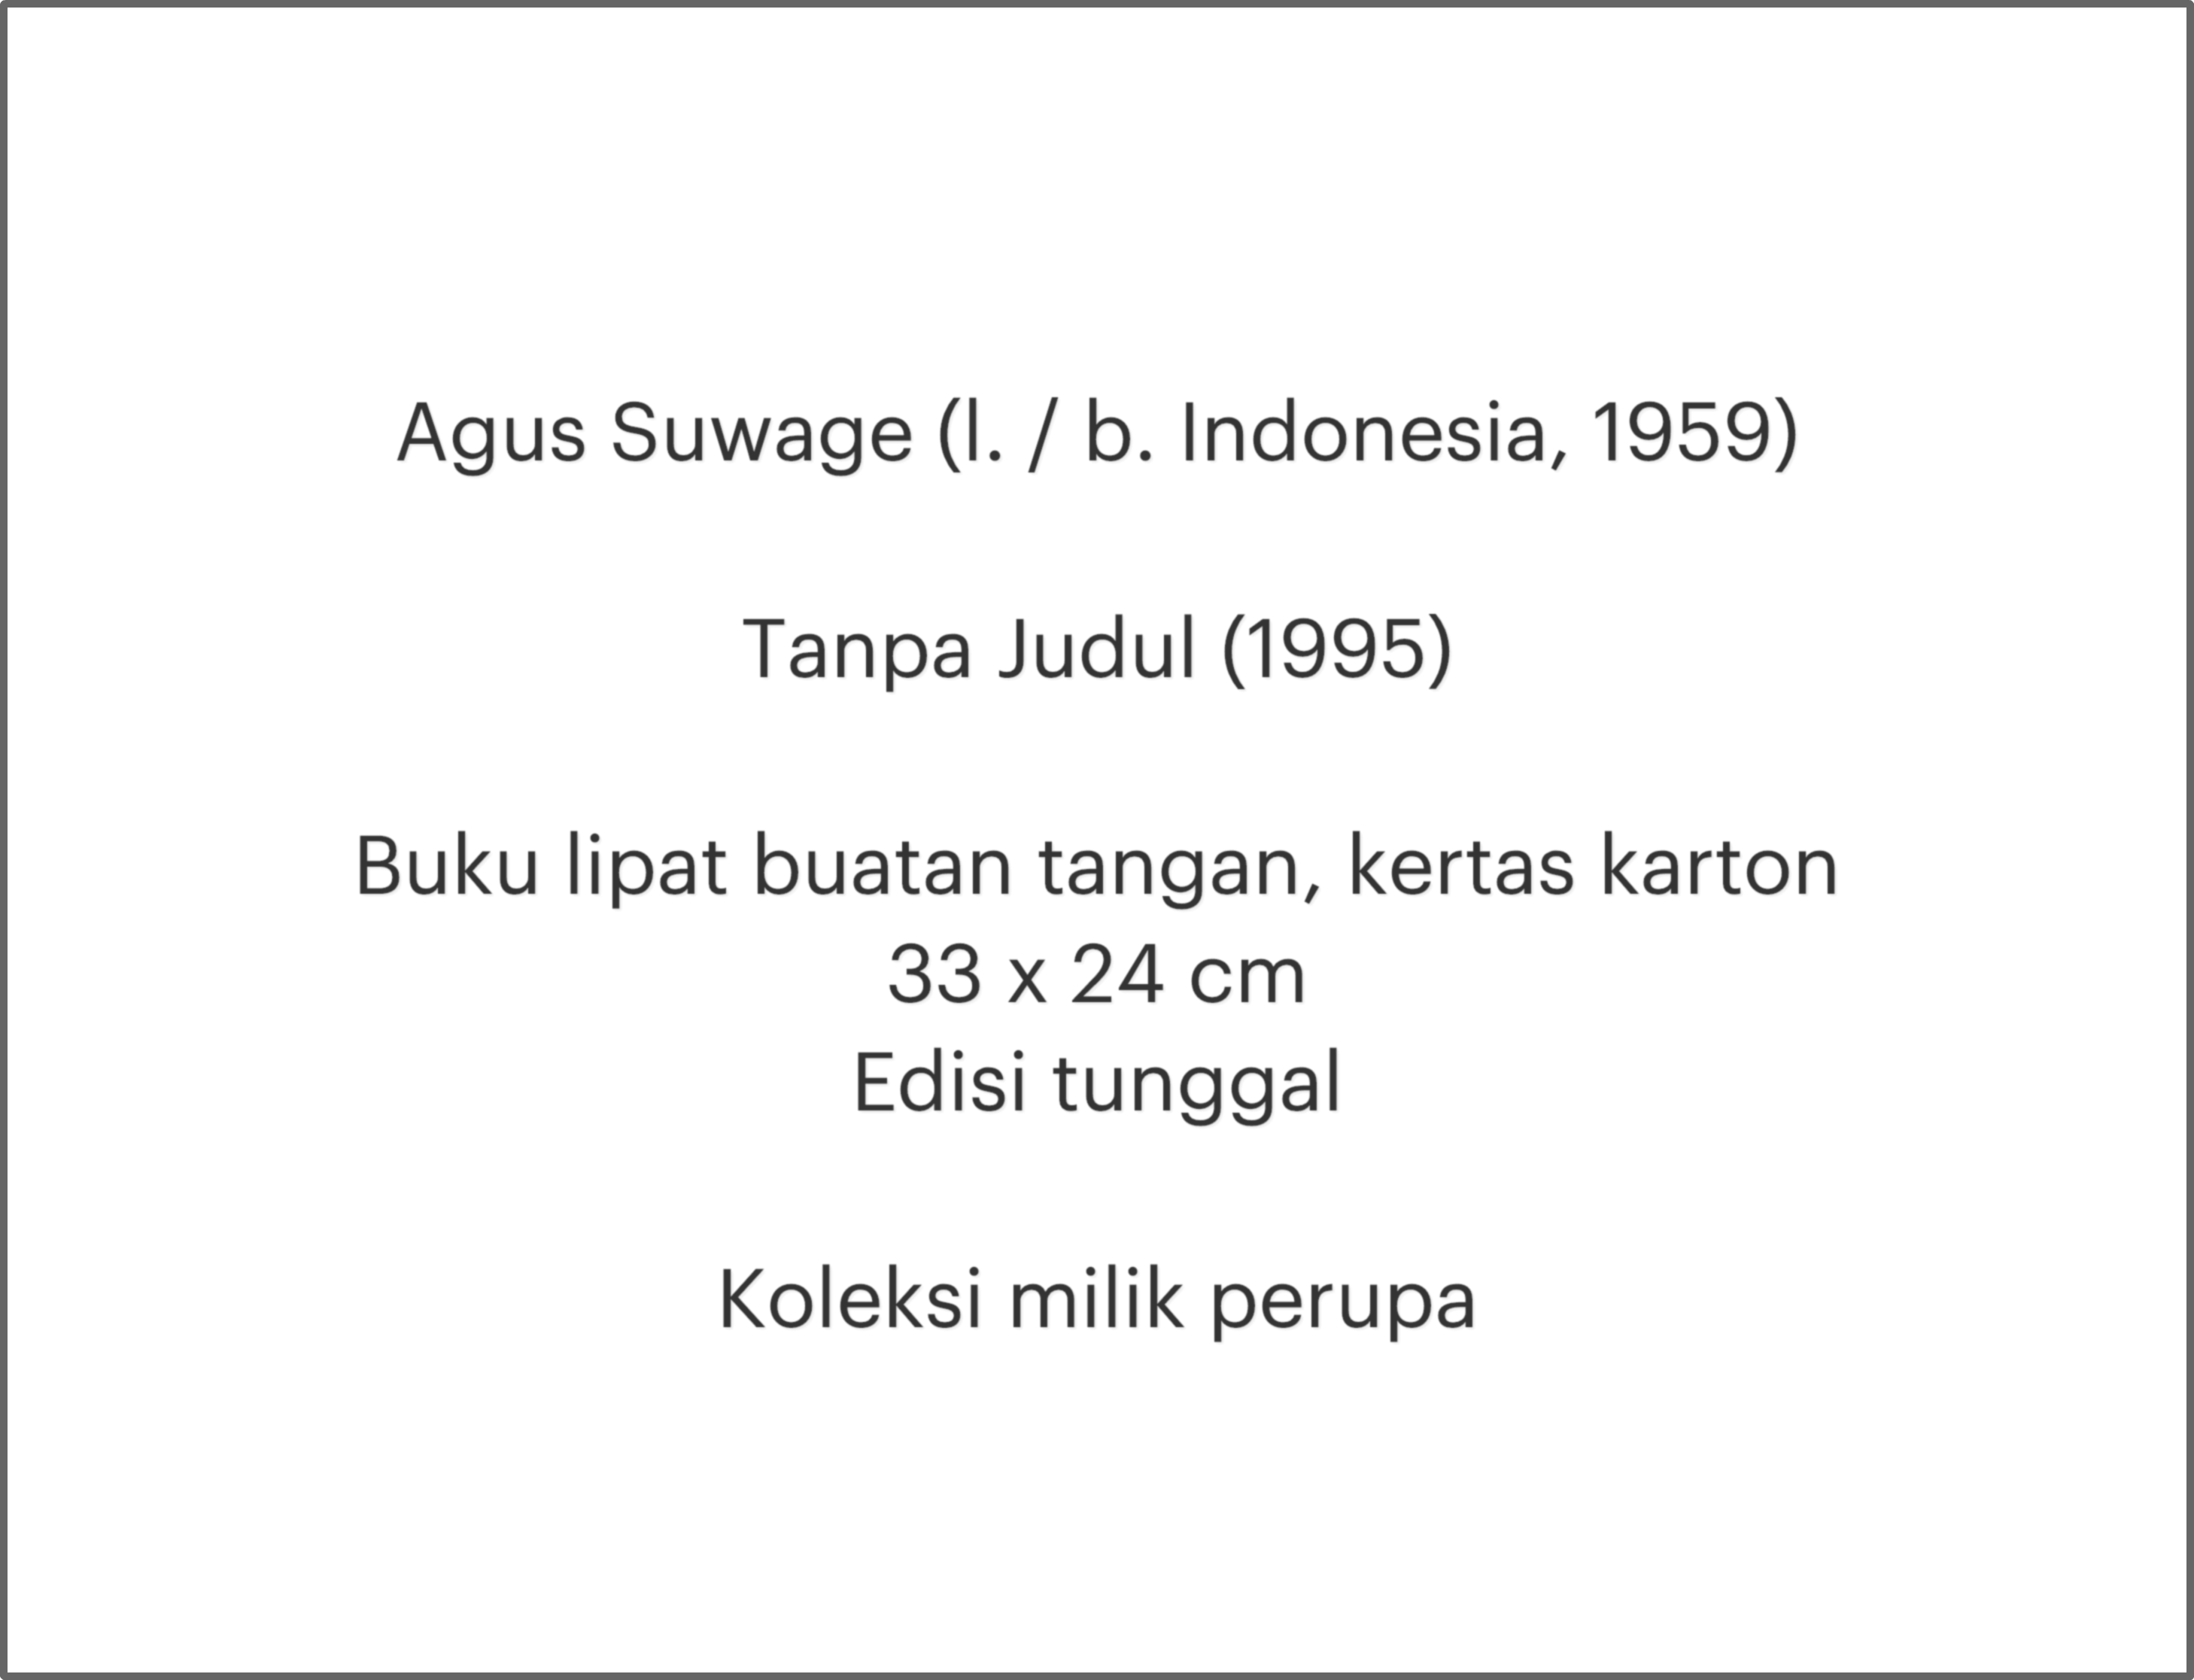 Agus Suwage (l. / b. Indonesia, 1959)
Tanpa Judul (1995)
Buku lipat buatan tangan, kertas karton
33 x 24 cm
Edisi tunggal
Koleksi milik perupa